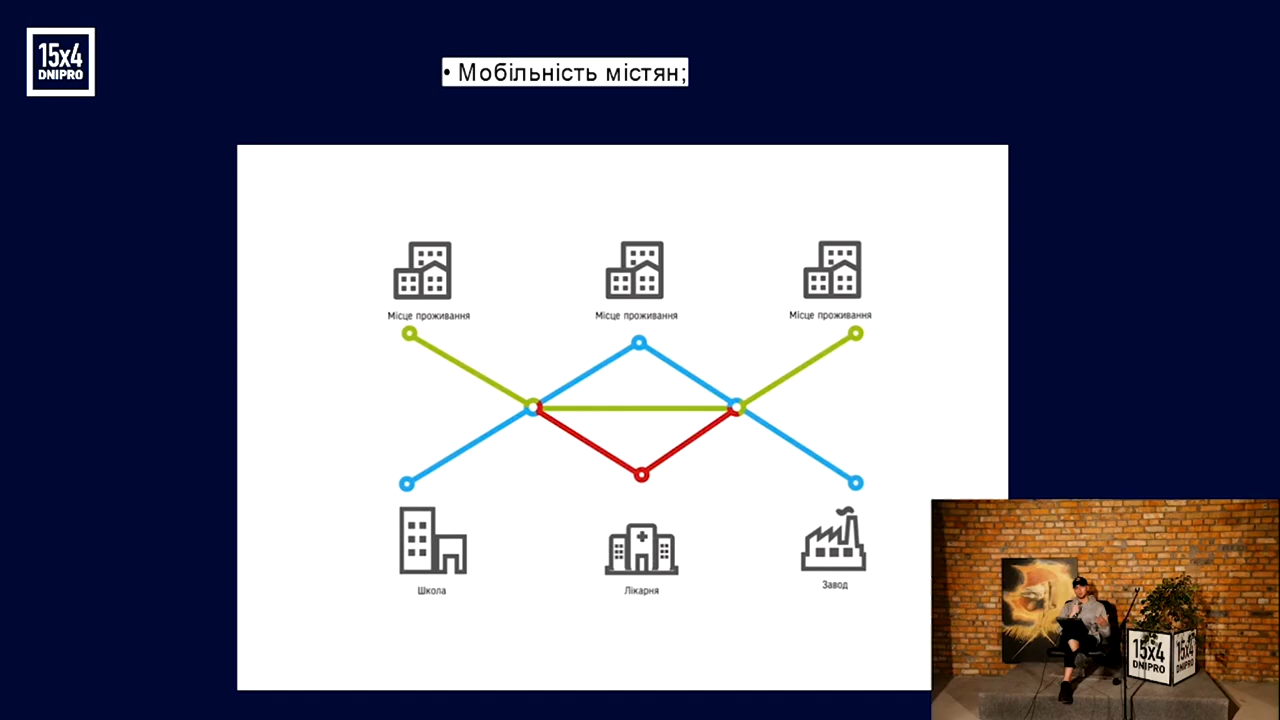 15x4
DNIPRO
• Мобільність містян;
Місце проживання
Місце проживання
Місце проживання
Школа
Лікарня
Завод
15x4
DNIPRO
15x4
DNIPRO